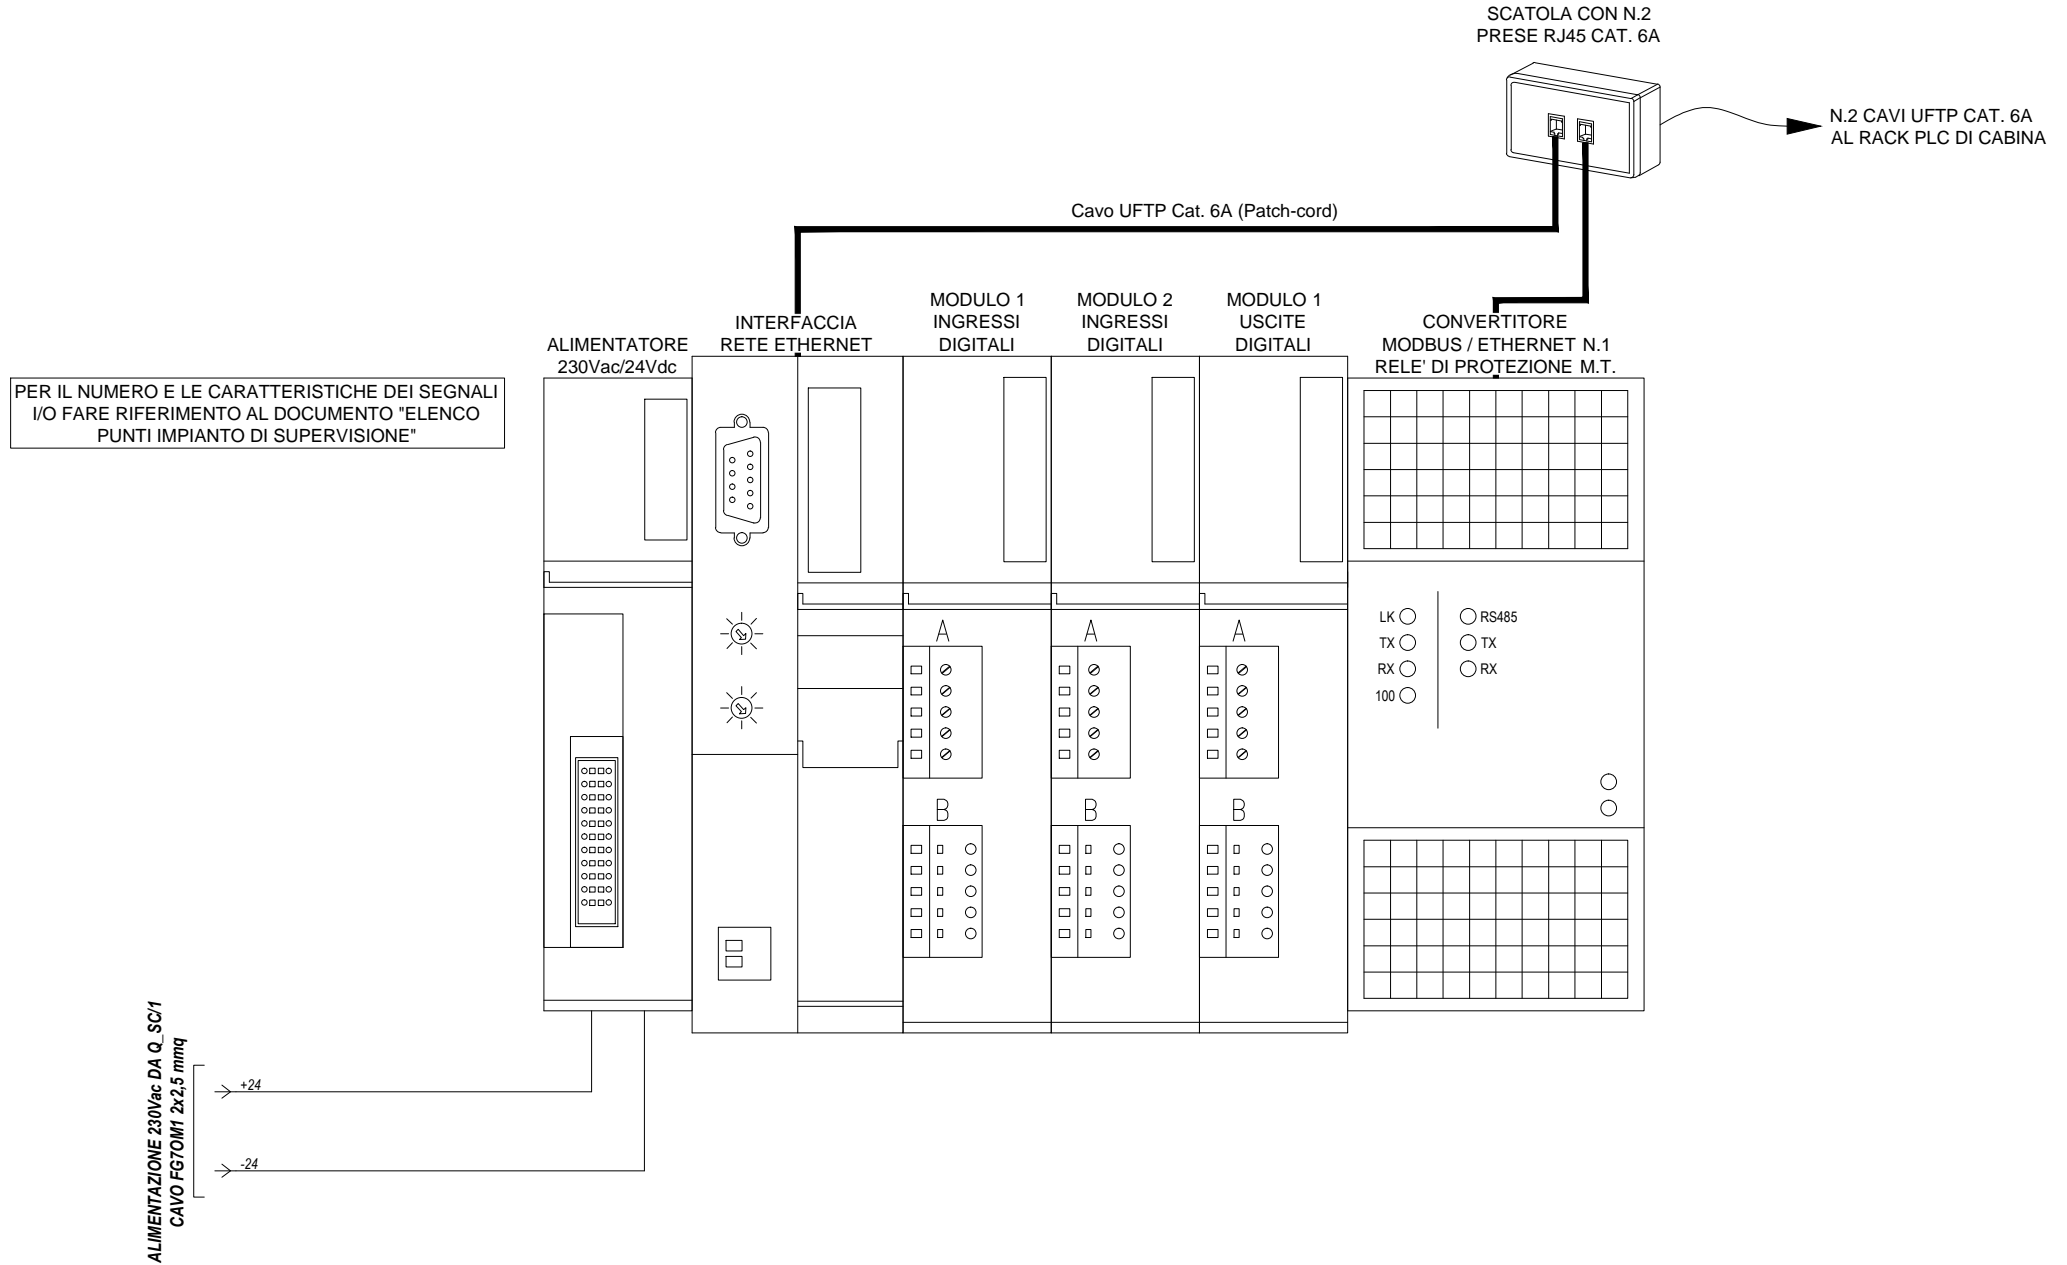 SCATOLA CON N.2
PRESE RJ45 CAT. 6A
N.2 CAVI UFTP CAT. 6A
AL RACK PLC DI CABINA
Cavo UFTP Cat. 6A (Patch-cord)
ALIMENTATORE
230Vac/24Vdc
INTERFACCIA
RETE ETHERNET
MODULO 1
INGRESSI
DIGITALI
MODULO 2
INGRESSI
DIGITALI
MODULO 1
USCITE
DIGITALI
CONVERTITORE
MODBUS / ETHERNET N.1
RELE' DI PROTEZIONE M.T.
PER IL NUMERO E LE CARATTERISTICHE DEI SEGNALI
I/O FARE RIFERIMENTO AL DOCUMENTO "ELENCO
PUNTI IMPIANTO DI SUPERVISIONE"
A
A
A
LK
TX
RX
100
RS485
TX
RX
B
B
B
ALIMENTAZIONE 230Vac DA Q_SC/1
CAVO FG7OM1 2x2,5 mmq
+24
-24